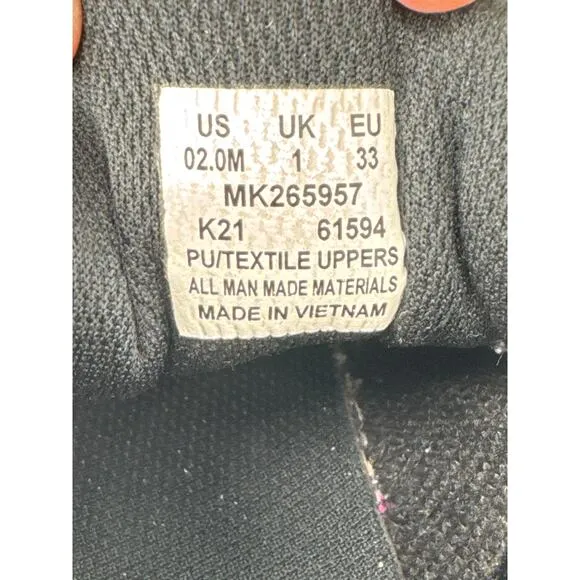 US UK EU
02.0M 1 33
MK265957
K21 61594
PU/TEXTILE UPPERS
ALL MAN MADE MATERIALS
MADE IN VIETNAM